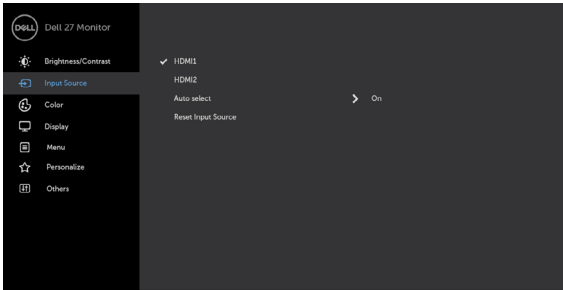 DELL Dell 27 Monitor
Brightness/Contrast
HDMI1
HDMI2
Input Source
Auto select On
Color
Reset Input Source
Display
Menu
Personalize
Others